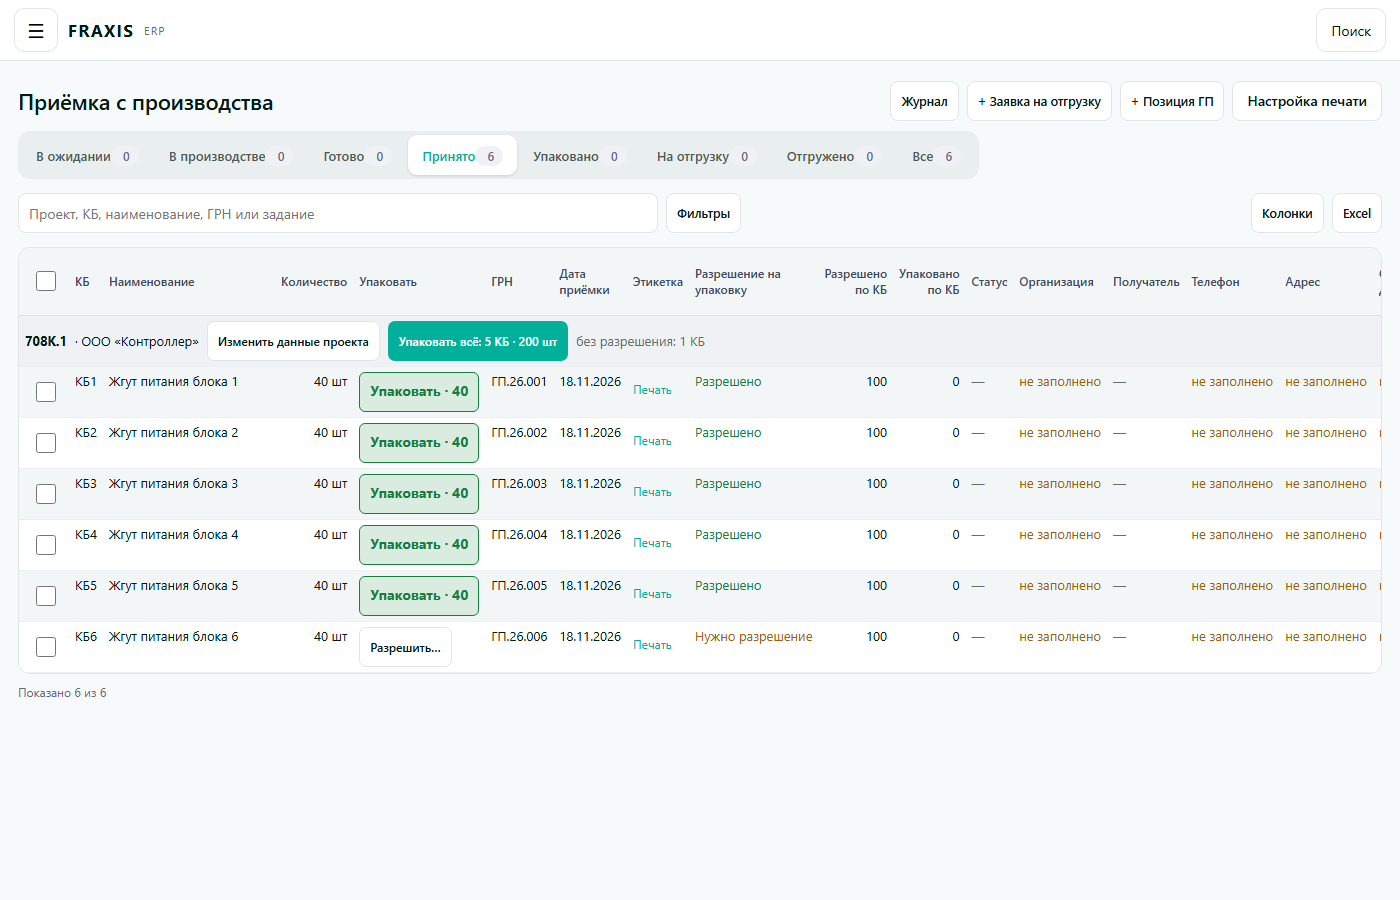 ☰ FRAXIS ERP Поиск
Приёмка с производства Журнал + Заявка на отгрузку + Позиция ГП Настройка печати
В ожидании 0 В производстве 0 Готово 0 Принято 6 Упаковано 0 На отгрузку 0 Отгружено 0 Все 6
Проект, КБ, наименование, ГРН или задание Фильтры Колонки Excel
КБ Наименование Количество Упаковать ГРН Дата приёмки Этикетка Разрешение на упаковку Разрешено по КБ Упаковано по КБ Статус Организация Получатель Телефон Адрес
708К.1 · ООО «Контроллер» Изменить данные проекта Упаковать всё: 5 КБ · 200 шт без разрешения: 1 КБ
КБ1 Жгут питания блока 1 40 шт Упаковать · 40 ГП.26.001 18.11.2026 Печать Разрешено 100 0 — не заполнено — не заполнено не заполнено
КБ2 Жгут питания блока 2 40 шт Упаковать · 40 ГП.26.002 18.11.2026 Печать Разрешено 100 0 — не заполнено — не заполнено не заполнено
КБ3 Жгут питания блока 3 40 шт Упаковать · 40 ГП.26.003 18.11.2026 Печать Разрешено 100 0 — не заполнено — не заполнено не заполнено
КБ4 Жгут питания блока 4 40 шт Упаковать · 40 ГП.26.004 18.11.2026 Печать Разрешено 100 0 — не заполнено — не заполнено не заполнено
КБ5 Жгут питания блока 5 40 шт Упаковать · 40 ГП.26.005 18.11.2026 Печать Разрешено 100 0 — не заполнено — не заполнено не заполнено
КБ6 Жгут питания блока 6 40 шт Разрешить... ГП.26.006 18.11.2026 Печать Нужно разрешение 100 0 — не заполнено — не заполнено не заполнено
Показано 6 из 6